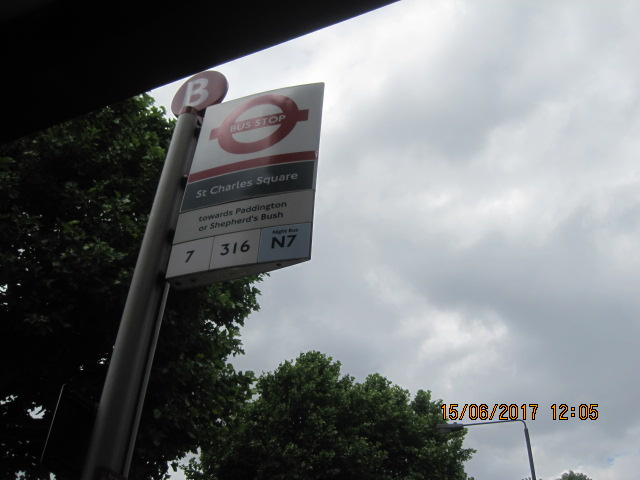 B
BUS STOP
St Charles Square
towards Paddington
or Shepherd's Bush
7 316 Night Bus N7
15/06/2017 12:05